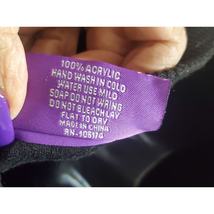 100% ACRYLIC
HAND WASH IN COLD
WATER USE MILD
SOAP DO NOT WRING
DO NOT BLEACH LAY
FLAT TO DRY
MADE IN CHINA
RN-106174